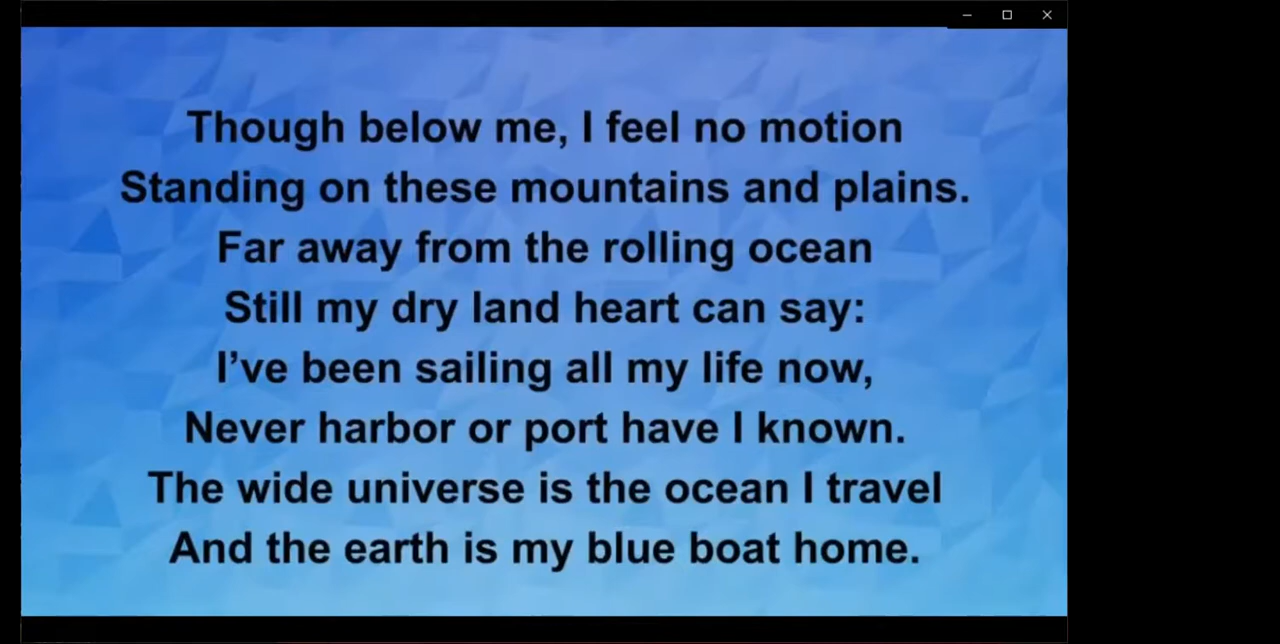 Though below me, I feel no motion
Standing on these mountains and plains.
Far away from the rolling ocean
Still my dry land heart can say:
I’ve been sailing all my life now,
Never harbor or port have I known.
The wide universe is the ocean I travel
And the earth is my blue boat home.